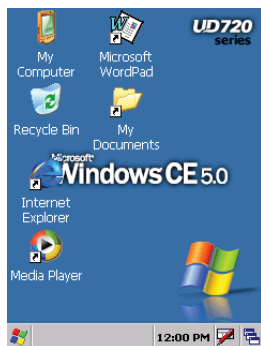 UD720
series
My
Computer
Microsoft
WordPad
Recycle Bin
My
Documents
Microsoft
Windows CE 5.0
Internet
Explorer
Media Player
12:00 PM